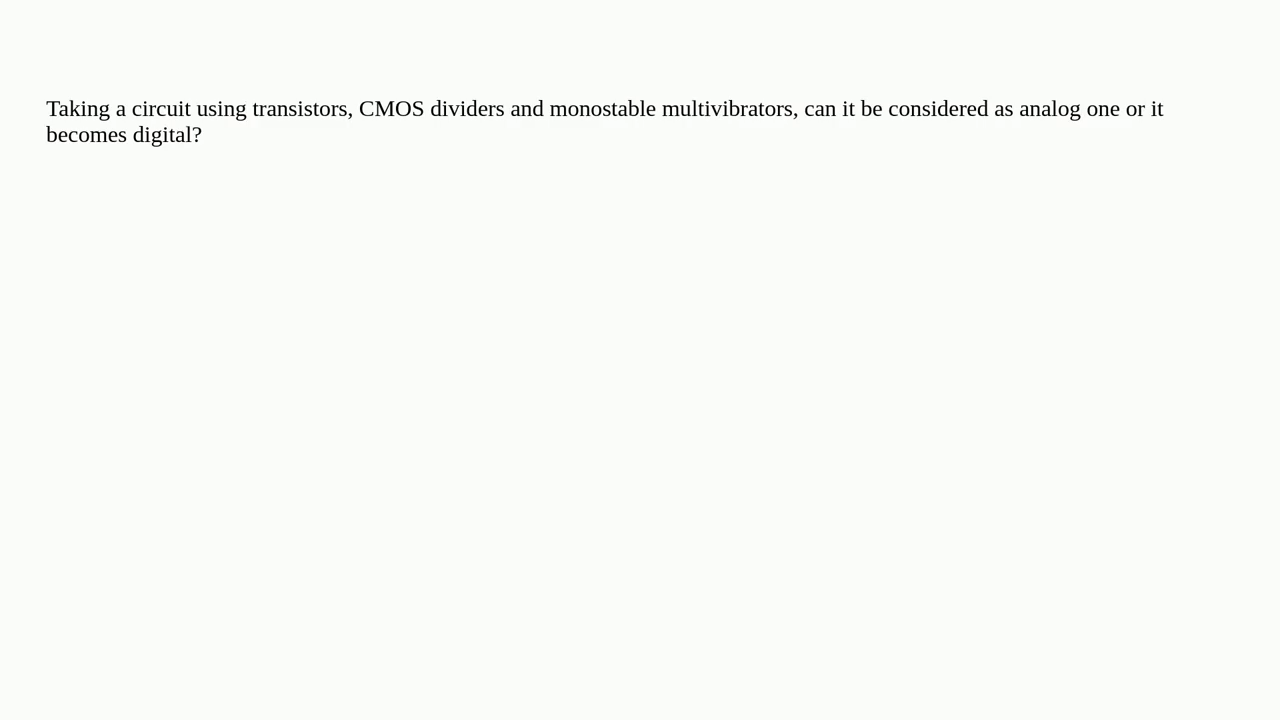 Taking a circuit using transistors, CMOS dividers and monostable multivibrators, can it be considered as analog one or it
becomes digital?